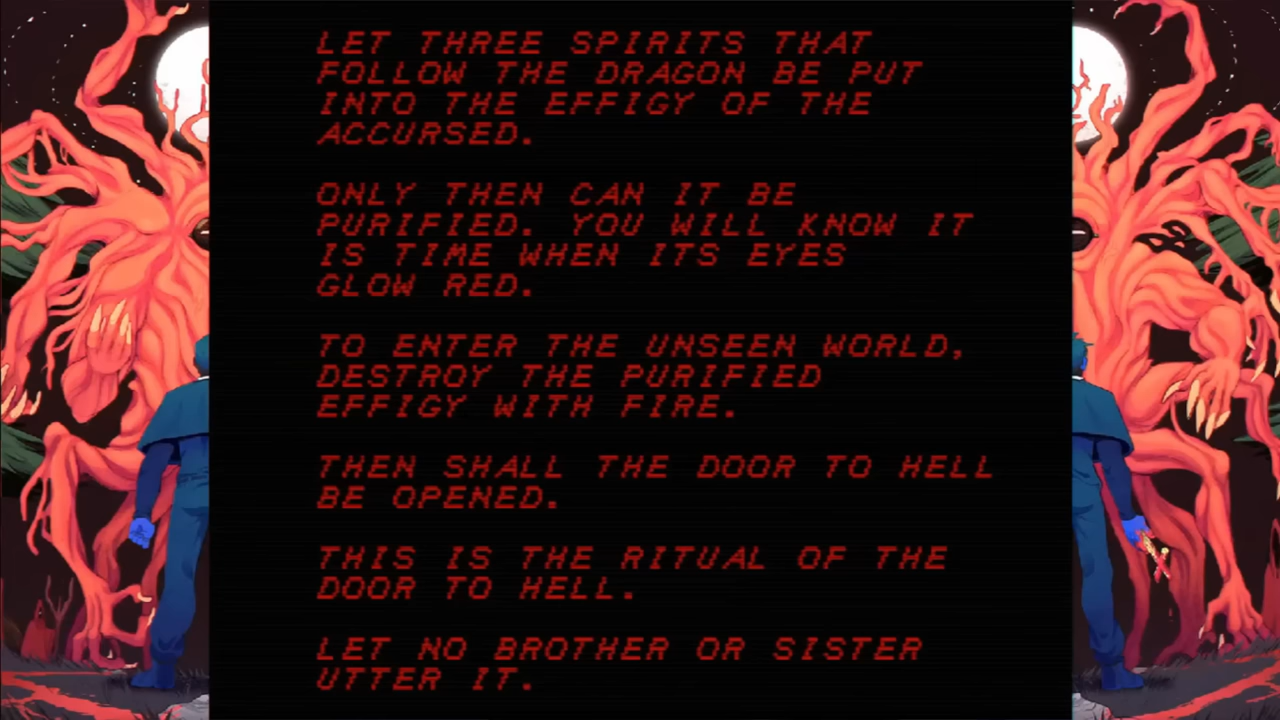 LET THREE SPIRITS THAT
FOLLOW THE DRAGON BE PUT
INTO THE EFFIGY OF THE
ACCURSED.
ONLY THEN CAN IT BE
PURIFIED. YOU WILL KNOW IT
IS TIME WHEN ITS EYES
GLOW RED.
TO ENTER THE UNSEEN WORLD,
DESTROY THE PURIFIED
EFFIGY WITH FIRE.
THEN SHALL THE DOOR TO HELL
BE OPENED.
THIS IS THE RITUAL OF THE
DOOR TO HELL.
LET NO BROTHER OR SISTER
UTTER IT.